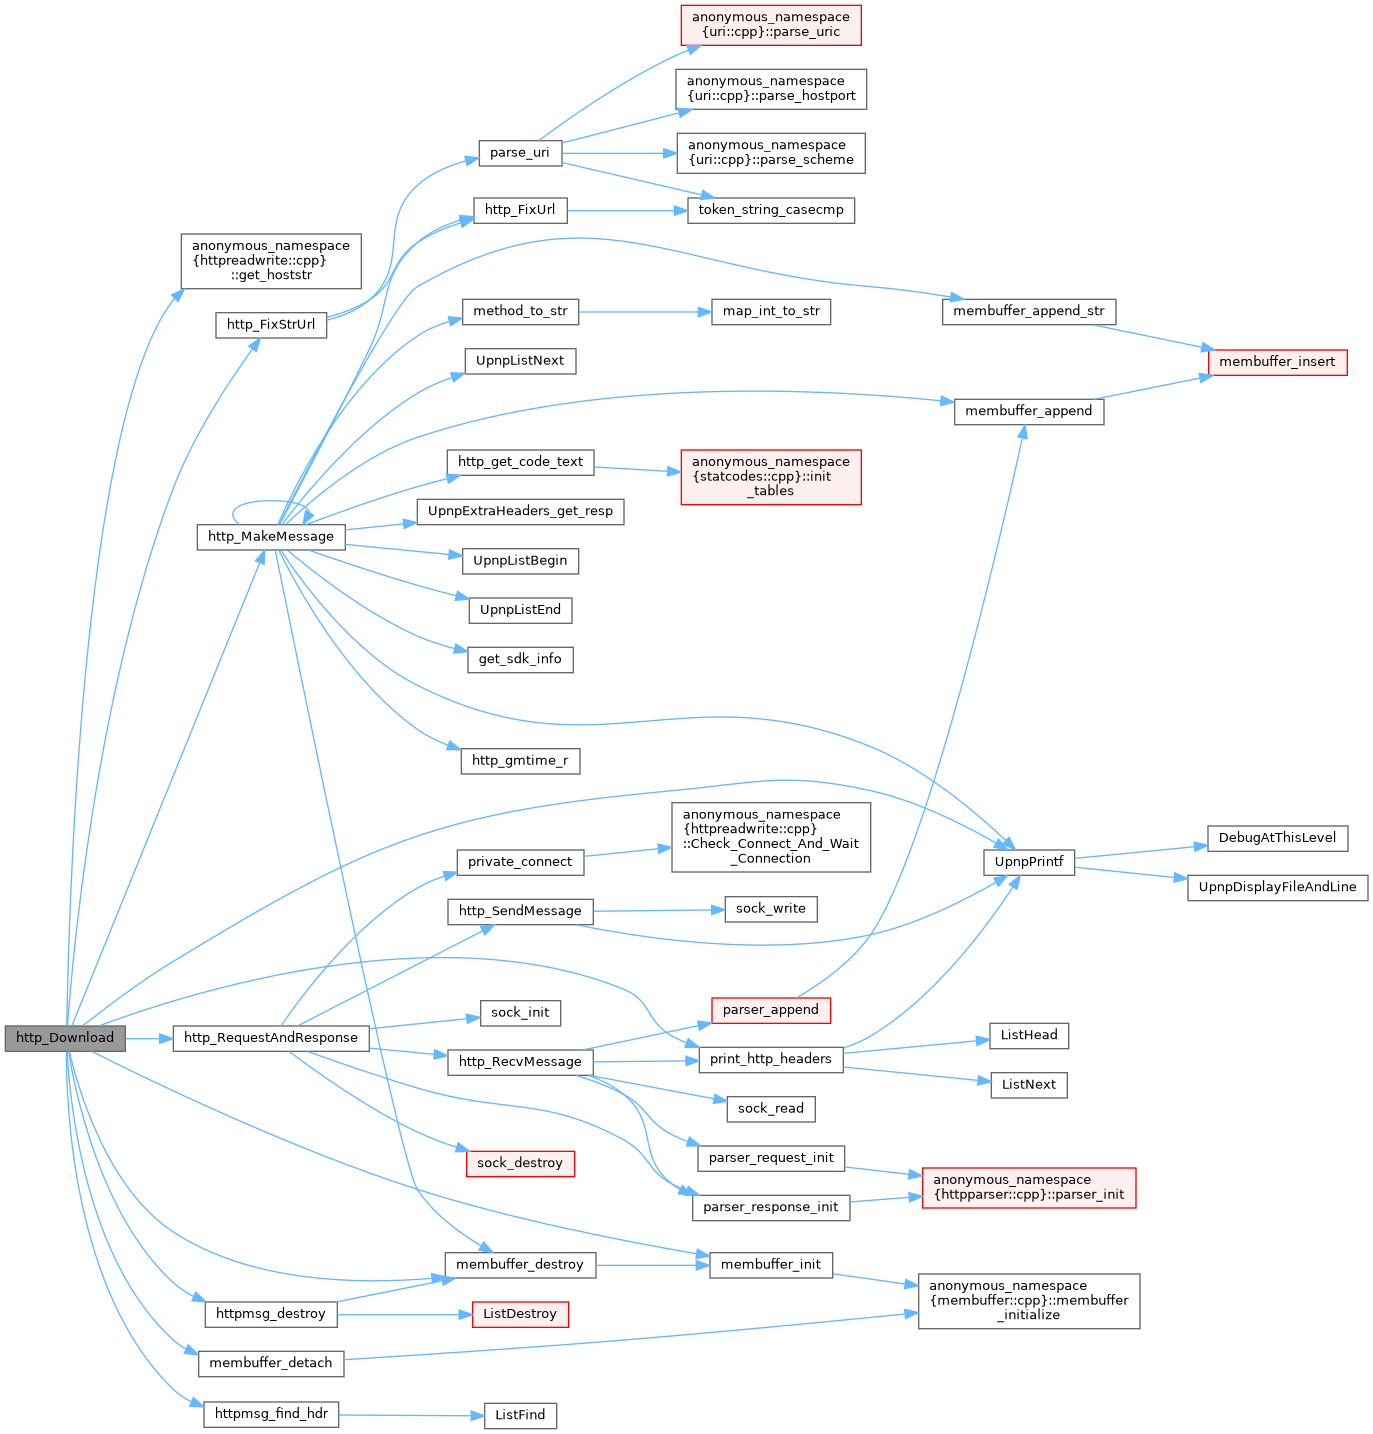 anonymous_namespace
{uri::cpp}::parse_uric
anonymous_namespace
{uri::cpp}::parse_hostport
parse_uri
anonymous_namespace
{uri::cpp}::parse_scheme
http_FixUrl
token_string_casecmp
anonymous_namespace
{httpreadwrite::cpp}
::get_hoststr
http_FixStrUrl
method_to_str
map_int_to_str
membuffer_append_str
UpnpListNext
membuffer_insert
membuffer_append
http_get_code_text
anonymous_namespace
{statcodes::cpp}::init
_tables
UpnpExtraHeaders_get_resp
http_MakeMessage
UpnpListBegin
UpnpListEnd
get_sdk_info
http_gmtime_r
anonymous_namespace
{httpreadwrite::cpp}
::Check_Connect_And_Wait
_Connection
private_connect
UpnpPrintf
DebugAtThisLevel
UpnpDisplayFileAndLine
http_SendMessage
sock_write
sock_init
parser_append
http_Download
http_RequestAndResponse
http_RecvMessage
print_http_headers
ListHead
ListNext
sock_read
sock_destroy
parser_request_init
anonymous_namespace
{httpparser::cpp}::parser_init
parser_response_init
membuffer_destroy
membuffer_init
anonymous_namespace
{membuffer::cpp}::membuffer
_initialize
httpmsg_destroy
ListDestroy
membuffer_detach
httpmsg_find_hdr
ListFind